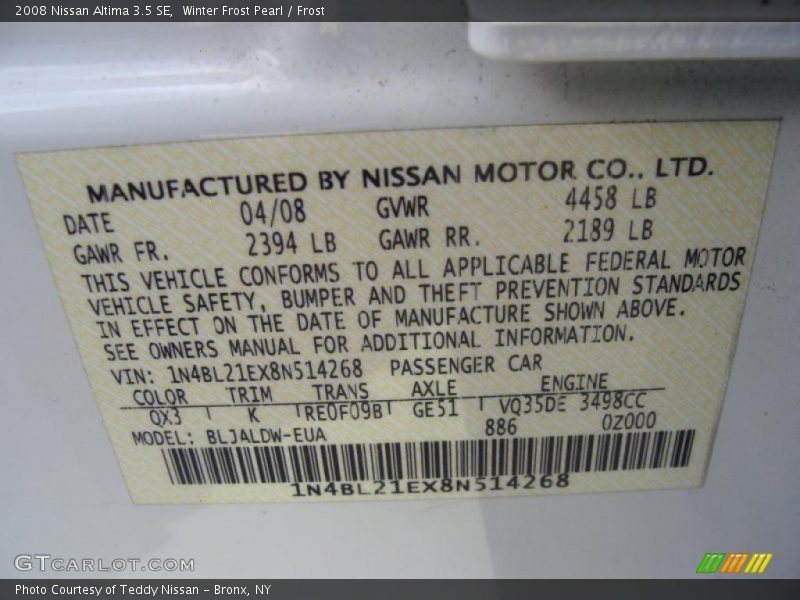 2008 Nissan Altima 3.5 SE,  Winter Frost Pearl / Frost
MANUFACTURED BY NISSAN MOTOR CO., LTD.
DATE 04/08 GVWR 4458 LB
GAWR FR. 2394 LB GAWR RR. 2189 LB
THIS VEHICLE CONFORMS TO ALL APPLICABLE FEDERAL MOTOR
VEHICLE SAFETY, BUMPER AND THEFT PREVENTION STANDARDS
IN EFFECT ON THE DATE OF MANUFACTURE SHOWN ABOVE.
SEE OWNERS MANUAL FOR ADDITIONAL INFORMATION.
VIN: 1N4BL21EX8N514268 PASSENGER CAR
COLOR TRIM TRANS AXLE ENGINE
QX3 K RE0F09B GE51 VQ35DE 3498CC
MODEL: BLJALDW-EUA 886 0Z000
1N4BL21EX8N514268
GTCARLOT.COM
Photo Courtesy of Teddy Nissan - Bronx, NY